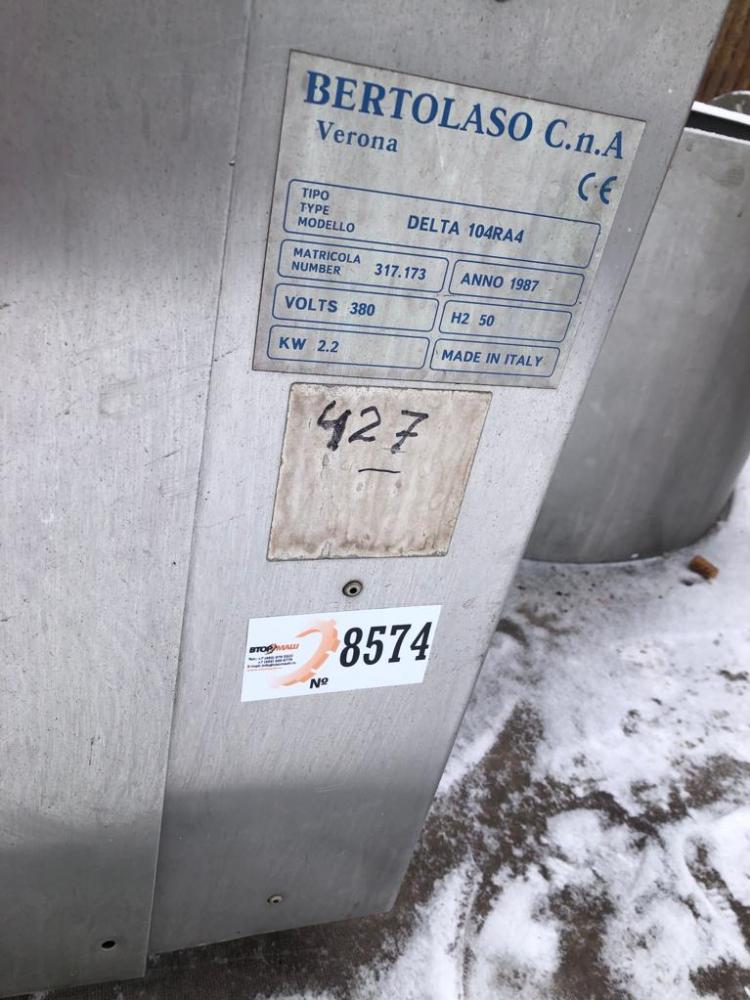 BERTOLASO C.n.A
Verona
CE
TIPO
TYPE
MODELLO
DELTA 104RA4
MATRICOLA
NUMBER
317.173
ANNO 1987
VOLTS 380
H2 50
KW 2.2
MADE IN ITALY
427
ВТОРМАШ
№
8574